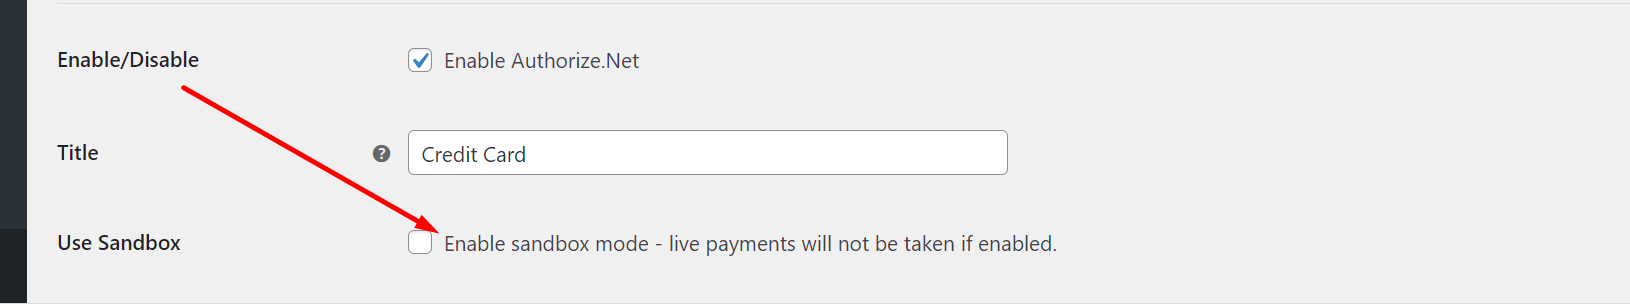 Enable/Disable Enable Authorize.Net
Title ? Credit Card
Use Sandbox Enable sandbox mode - live payments will not be taken if enabled.